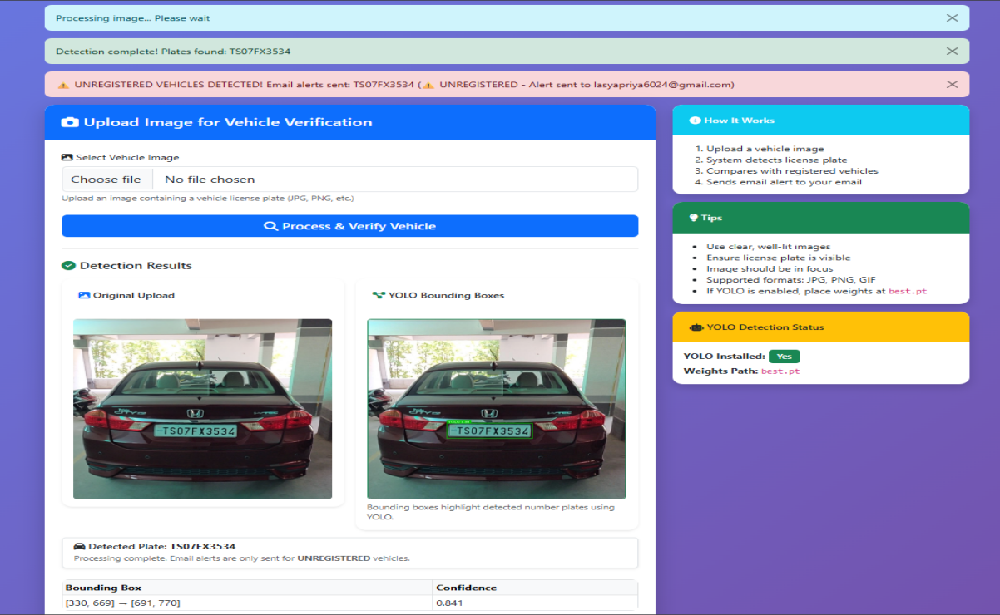 Processing image... Please wait
Detection complete! Plates found: TS07FX3534
⚠ UNREGISTERED VEHICLES DETECTED! Email alerts sent: TS07FX3534 (⚠ UNREGISTERED - Alert sent to lasyapriya6024@gmail.com)
Upload Image for Vehicle Verification
Select Vehicle Image
Choose file No file chosen
Upload an image containing a vehicle license plate (JPG, PNG, etc.)
Process & Verify Vehicle
Detection Results
Original Upload
TS07FX3534
YOLO Bounding Boxes
TS07FX3534
Bounding boxes highlight detected number plates using
YOLO.
Detected Plate: TS07FX3534
Processing complete. Email alerts are only sent for UNREGISTERED vehicles.
Bounding Box Confidence
[330, 669] → [691, 770] 0.841
How It Works
1. Upload a vehicle image
2. System detects license plate
3. Compares with registered vehicles
4. Sends email alert to your email
Tips
• Use clear, well-lit images
• Ensure license plate is visible
• Image should be in focus
• Supported formats: JPG, PNG, GIF
• If YOLO is enabled, place weights at best.pt
YOLO Detection Status
YOLO Installed: Yes
Weights Path: best.pt